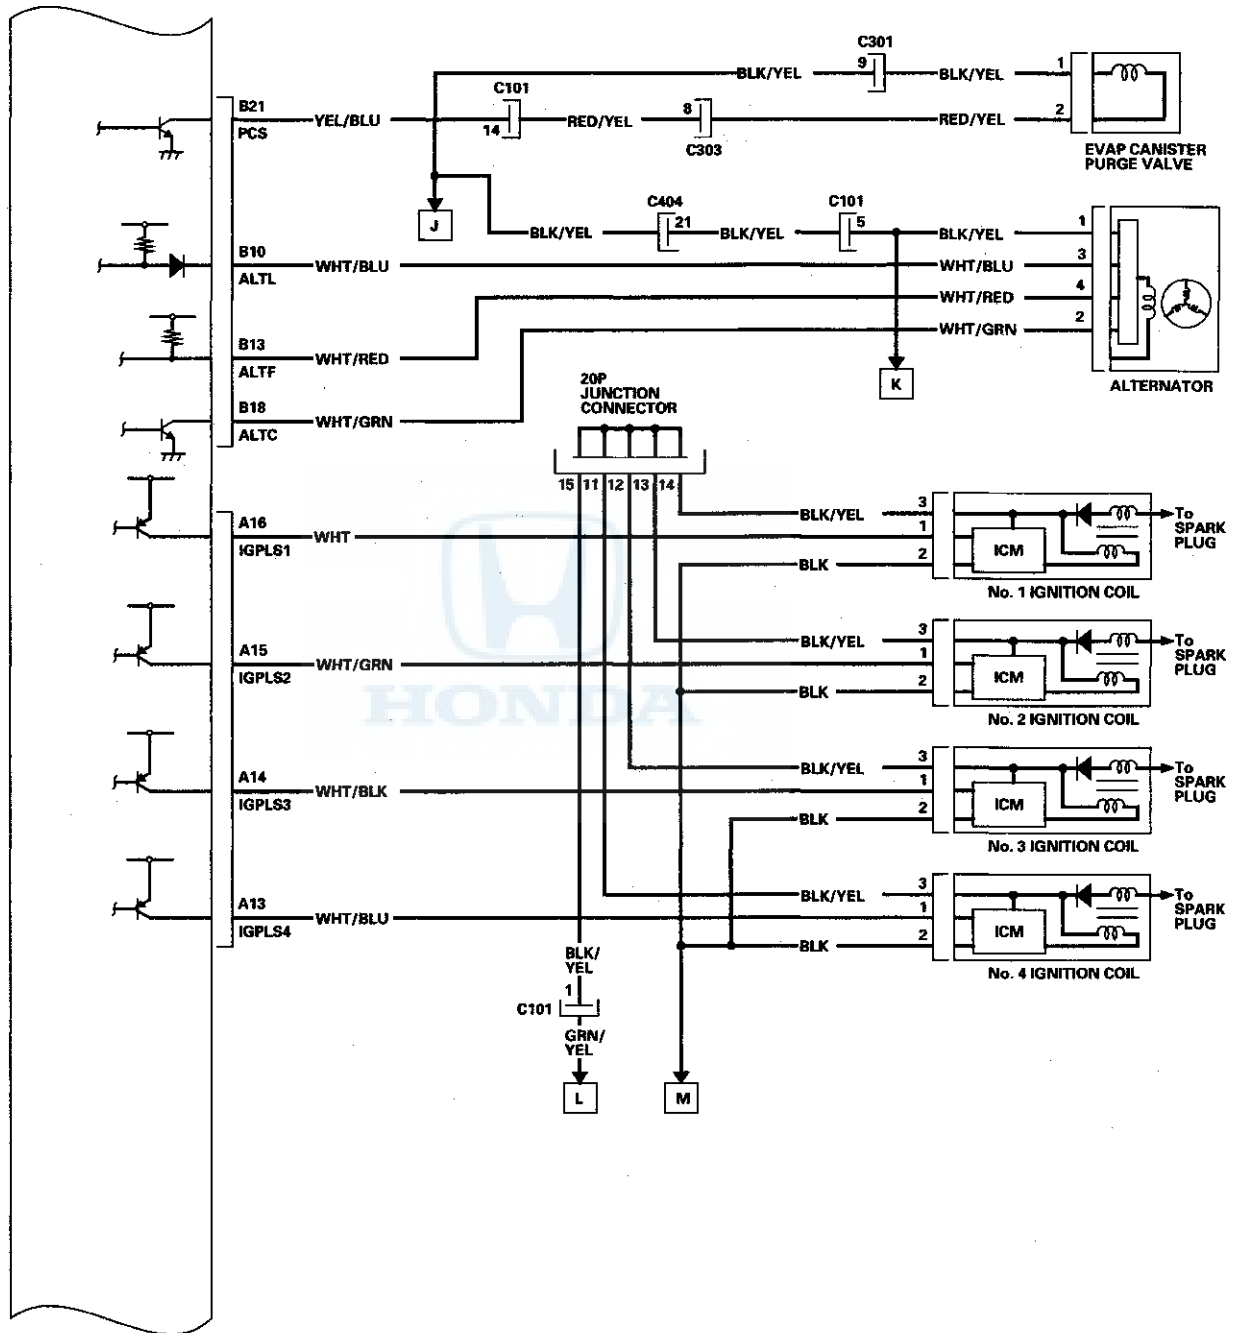 C301
BLK/YEL
9
BLK/YEL
1
B21
PCS
YEL/BLU
C101
14
RED/YEL
8
C303
RED/YEL
2
EVAP CANISTER
PURGE VALVE
J
BLK/YEL
C404
21
BLK/YEL
C101
5
BLK/YEL
1
B10
ALTL
WHT/BLU
WHT/BLU
3
WHT/RED
4
B13
ALTF
WHT/RED
WHT/GRN
2
K
ALTERNATOR
B18
ALTC
WHT/GRN
20P
JUNCTION
CONNECTOR
15 11 12 13 14
A16
IGPLS1
WHT
BLK/YEL
3
1
BLK
2
ICM
To
SPARK
PLUG
No. 1 IGNITION COIL
A15
IGPLS2
WHT/GRN
BLK/YEL
3
1
BLK
2
ICM
To
SPARK
PLUG
No. 2 IGNITION COIL
HONDA
A14
IGPLS3
WHT/BLK
BLK/YEL
3
1
BLK
2
ICM
To
SPARK
PLUG
No. 3 IGNITION COIL
A13
IGPLS4
WHT/BLU
BLK/YEL
3
1
BLK
2
ICM
To
SPARK
PLUG
No. 4 IGNITION COIL
BLK/
YEL
1
C101
GRN/
YEL
L
M